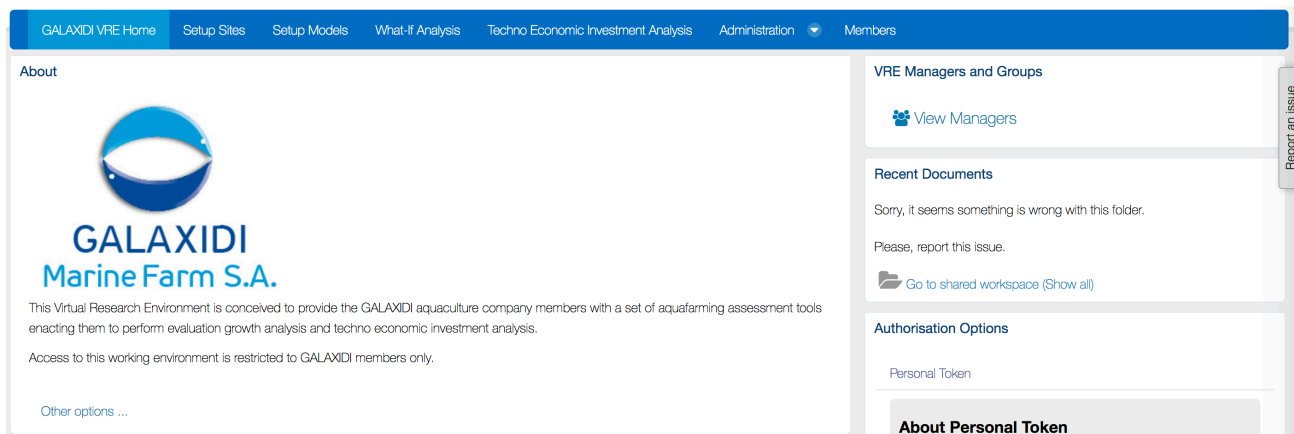 GALAXIDI VRE Home Setup Sites Setup Models What-If Analysis Techno Economic Investment Analysis Administration Members
About
GALAXIDI
Marine Farm S.A.
This Virtual Research Environment is conceived to provide the GALAXIDI aquaculture company members with a set of aquafarming assessment tools
enacting them to perform evaluation growth analysis and techno economic investment analysis.
Access to this working environment is restricted to GALAXIDI members only.
Other options ...
VRE Managers and Groups
View Managers
Recent Documents
Sorry, it seems something is wrong with this folder.
Please, report this issue.
Go to shared workspace (Show all)
Authorisation Options
Personal Token
About Personal Token
Report an issue